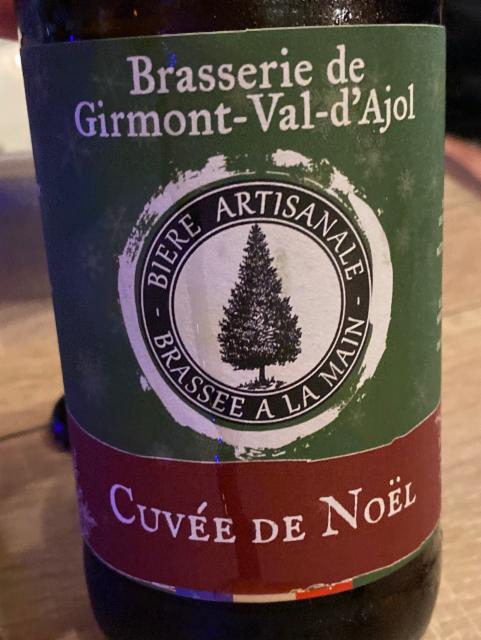 Brasserie de
Girmont-Val-d'Ajol
BIERE ARTISANALE
- BRASSEE A LA MAIN -
CUVÉE DE NOËL